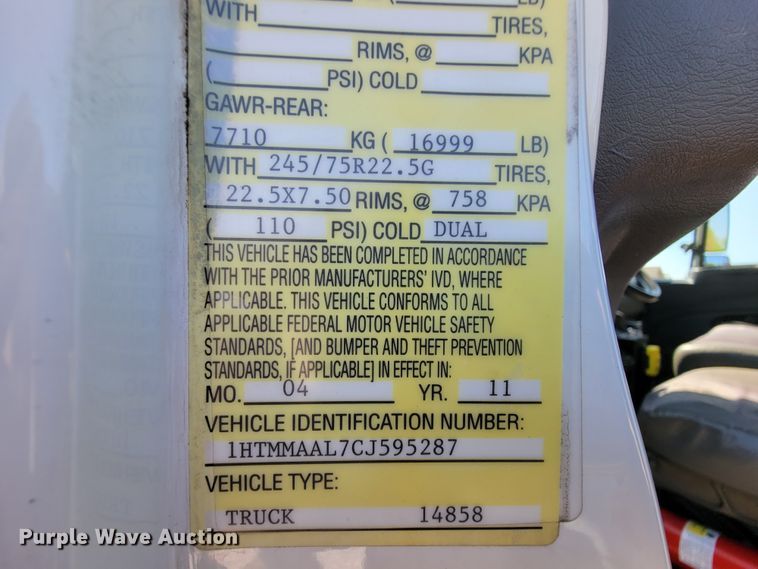 LB)
WITH TIRES,
RIMS, @ KPA
( PSI) COLD
GAWR-REAR:
7710 KG ( 16999 LB)
WITH 245/75R22.5G TIRES,
22.5X7.50 RIMS, @ 758 KPA
( 110 PSI) COLD DUAL
THIS VEHICLE HAS BEEN COMPLETED IN ACCORDANCE
WITH THE PRIOR MANUFACTURERS' IVD, WHERE
APPLICABLE. THIS VEHICLE CONFORMS TO ALL
APPLICABLE FEDERAL MOTOR VEHICLE SAFETY
STANDARDS, [AND BUMPER AND THEFT PREVENTION
STANDARDS, IF APPLICABLE] IN EFFECT IN:
MO. 04 YR. 11
VEHICLE IDENTIFICATION NUMBER:
1HTMMAAL7CJ595287
VEHICLE TYPE:
TRUCK 14858
Purple Wave Auction